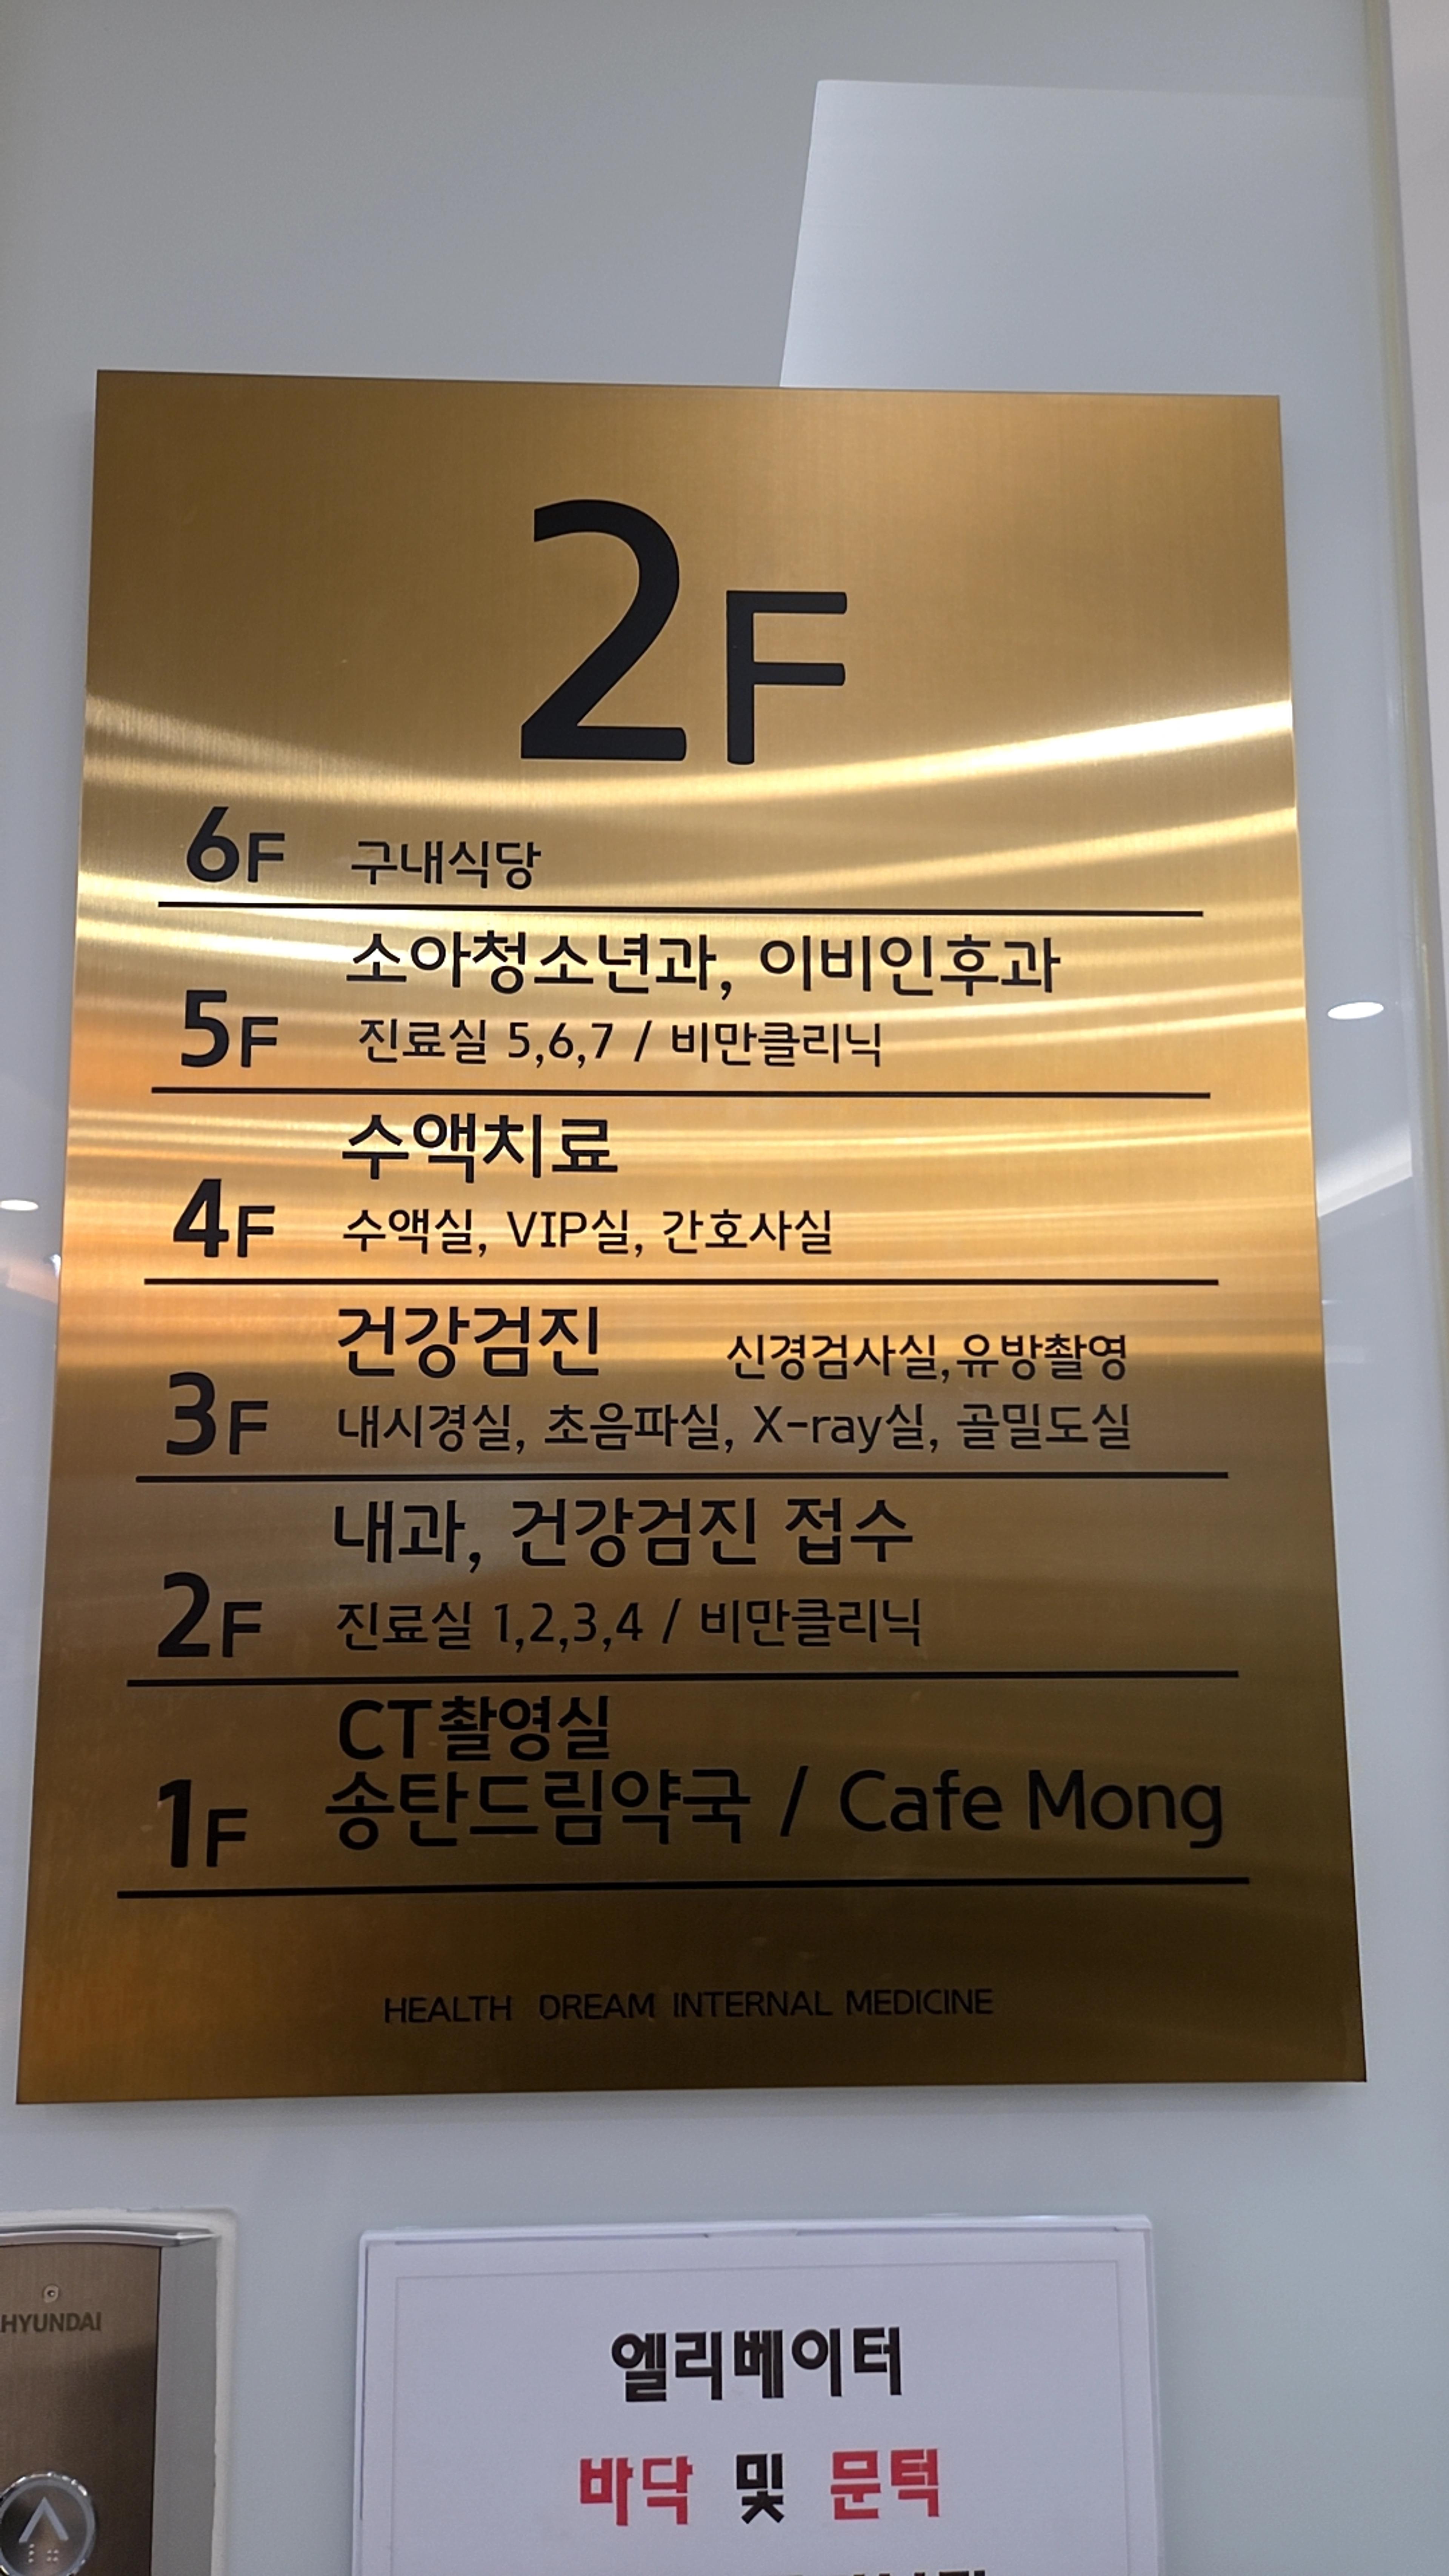 2F
6F 구내식당
소아청소년과, 이비인후과
5F 진료실 5,6,7 / 비만클리닉
수액치료
4F 수액실, VIP실, 간호사실
건강검진 신경검사실,유방촬영
3F 내시경실, 초음파실, X-ray실, 골밀도실
내과, 건강검진 접수
2F 진료실 1,2,3,4 / 비만클리닉
CT촬영실
1F 송탄드림약국 / Cafe Mong
HEALTH DREAM INTERNAL MEDICINE
HYUNDAI
엘리베이터
바닥 및 문턱